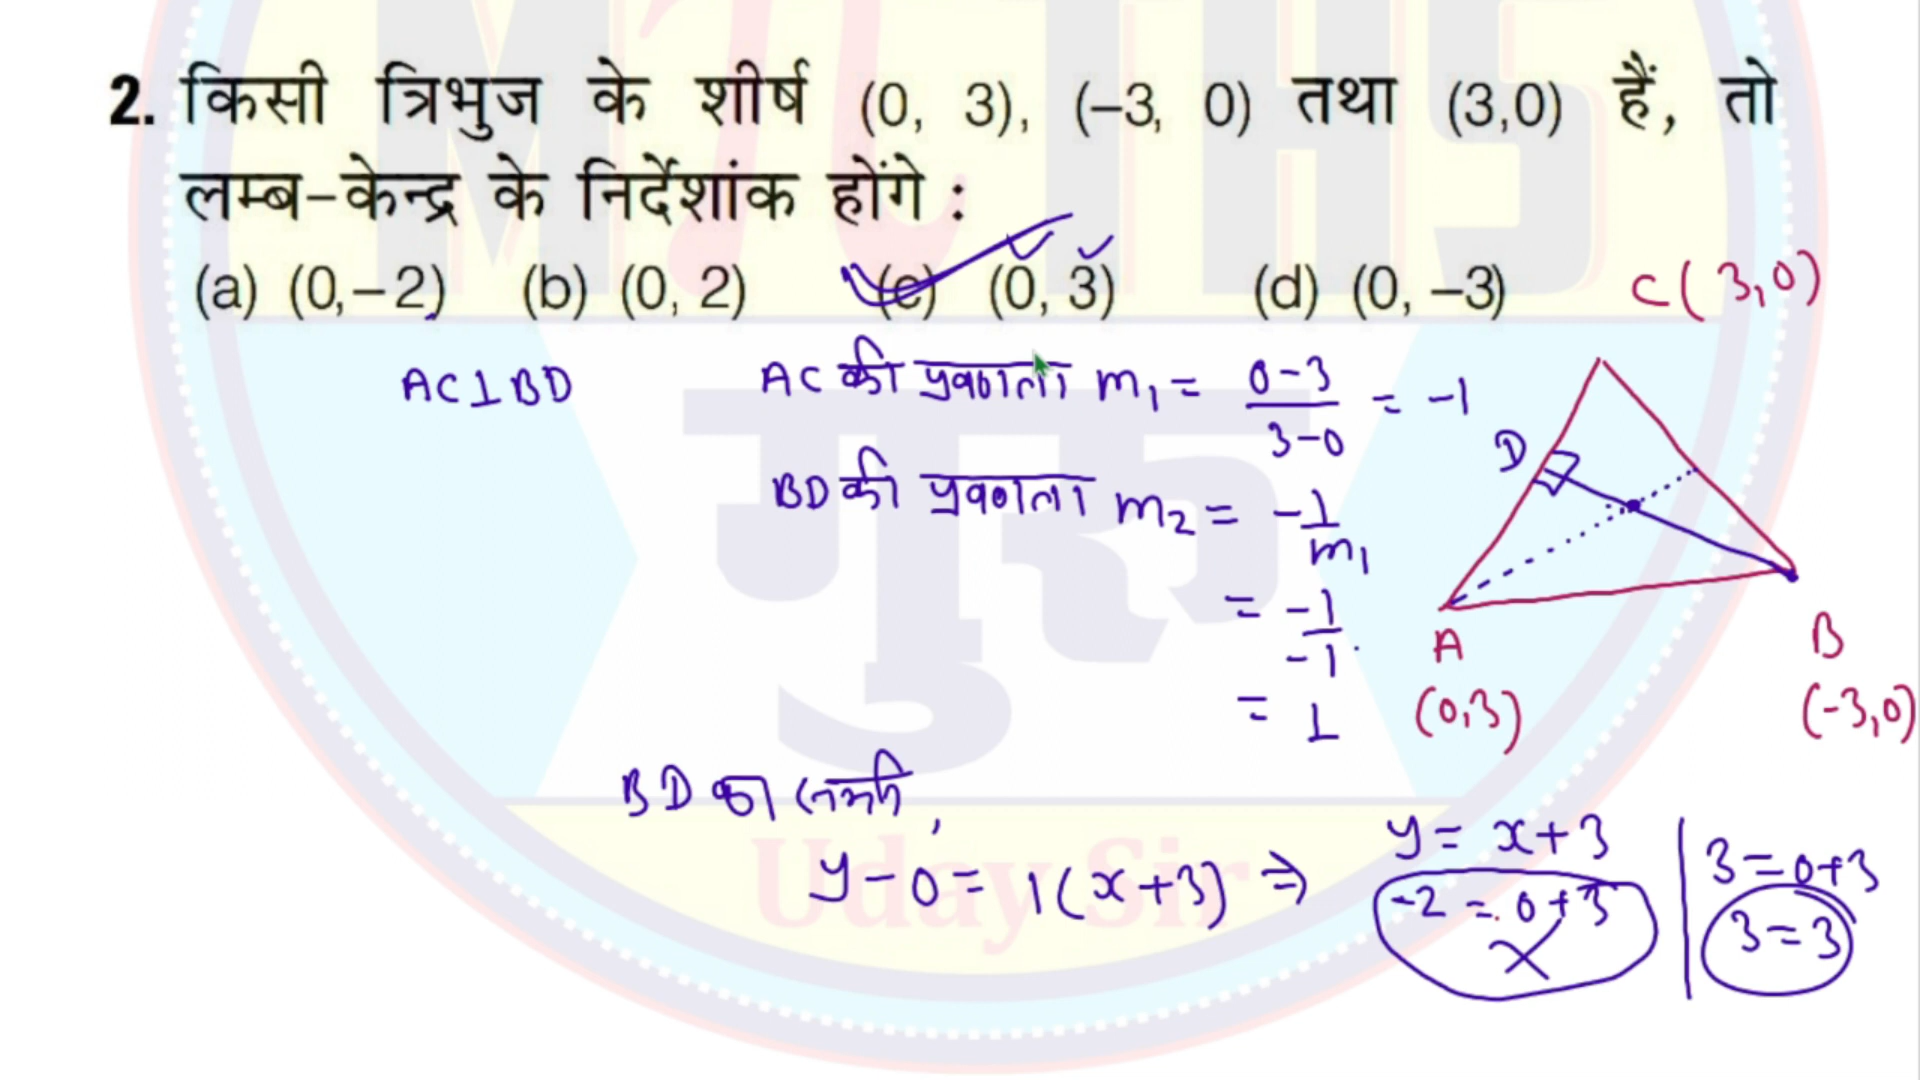 2. किसी त्रिभुज के शीर्ष (0, 3), (–3, 0) तथा (3,0) हैं, तो
लम्ब-केन्द्र के निर्देशांक होंगे :
(a) (0,–2) (b) (0, 2) (c) (0, 3) (d) (0, –3)
C(3,0)
AC⊥BD
AC की प्रवणता m₁ = 0-3/3-0 = -1
D
BD की प्रवणता m₂ = -1/m₁
= -1/-1
= 1
A
(0,3)
B
(-3,0)
BD का
y-0 = 1(x+3) ⇒ y = x+3
-2 = 0+3
3=0+3
3=3
गुरु
Uday Sir